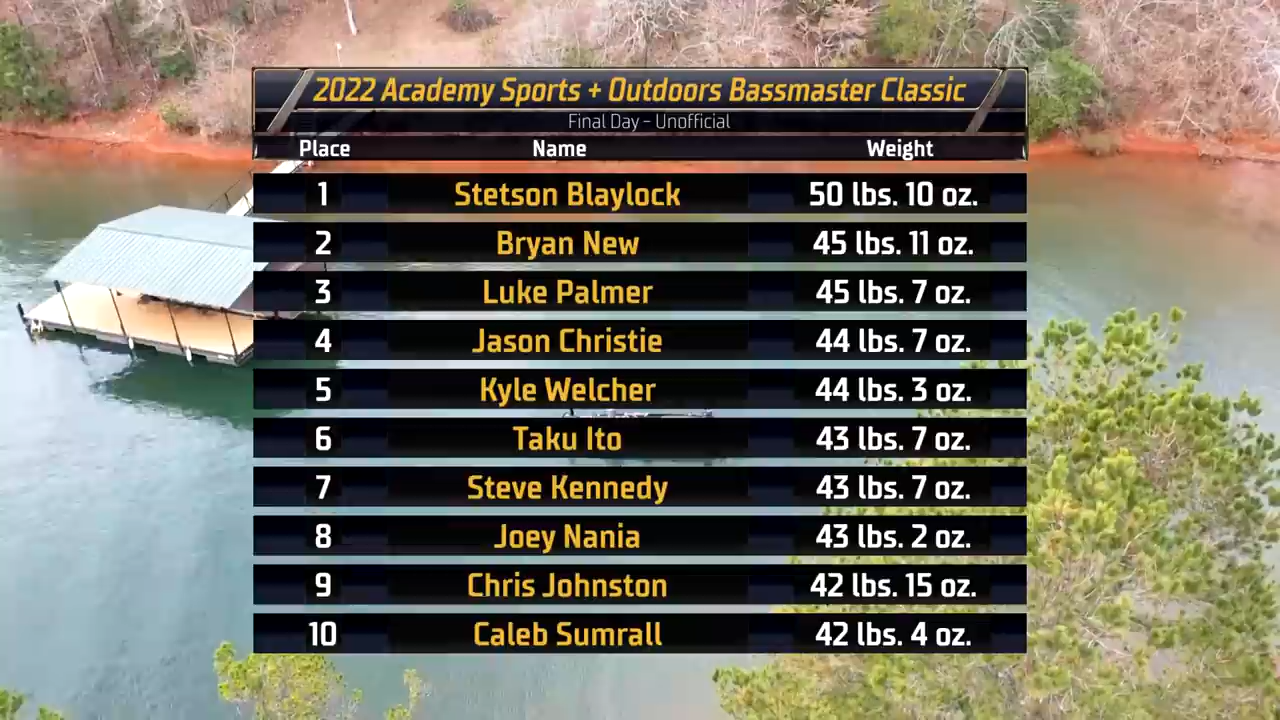 2022 Academy Sports + Outdoors Bassmaster Classic
Final Day - Unofficial
Place Name Weight
1 Stetson Blaylock 50 lbs. 10 oz.
2 Bryan New 45 lbs. 11 oz.
3 Luke Palmer 45 lbs. 7 oz.
4 Jason Christie 44 lbs. 7 oz.
5 Kyle Welcher 44 lbs. 3 oz.
6 Taku Ito 43 lbs. 7 oz.
7 Steve Kennedy 43 lbs. 7 oz.
8 Joey Nania 43 lbs. 2 oz.
9 Chris Johnston 42 lbs. 15 oz.
10 Caleb Sumrall 42 lbs. 4 oz.